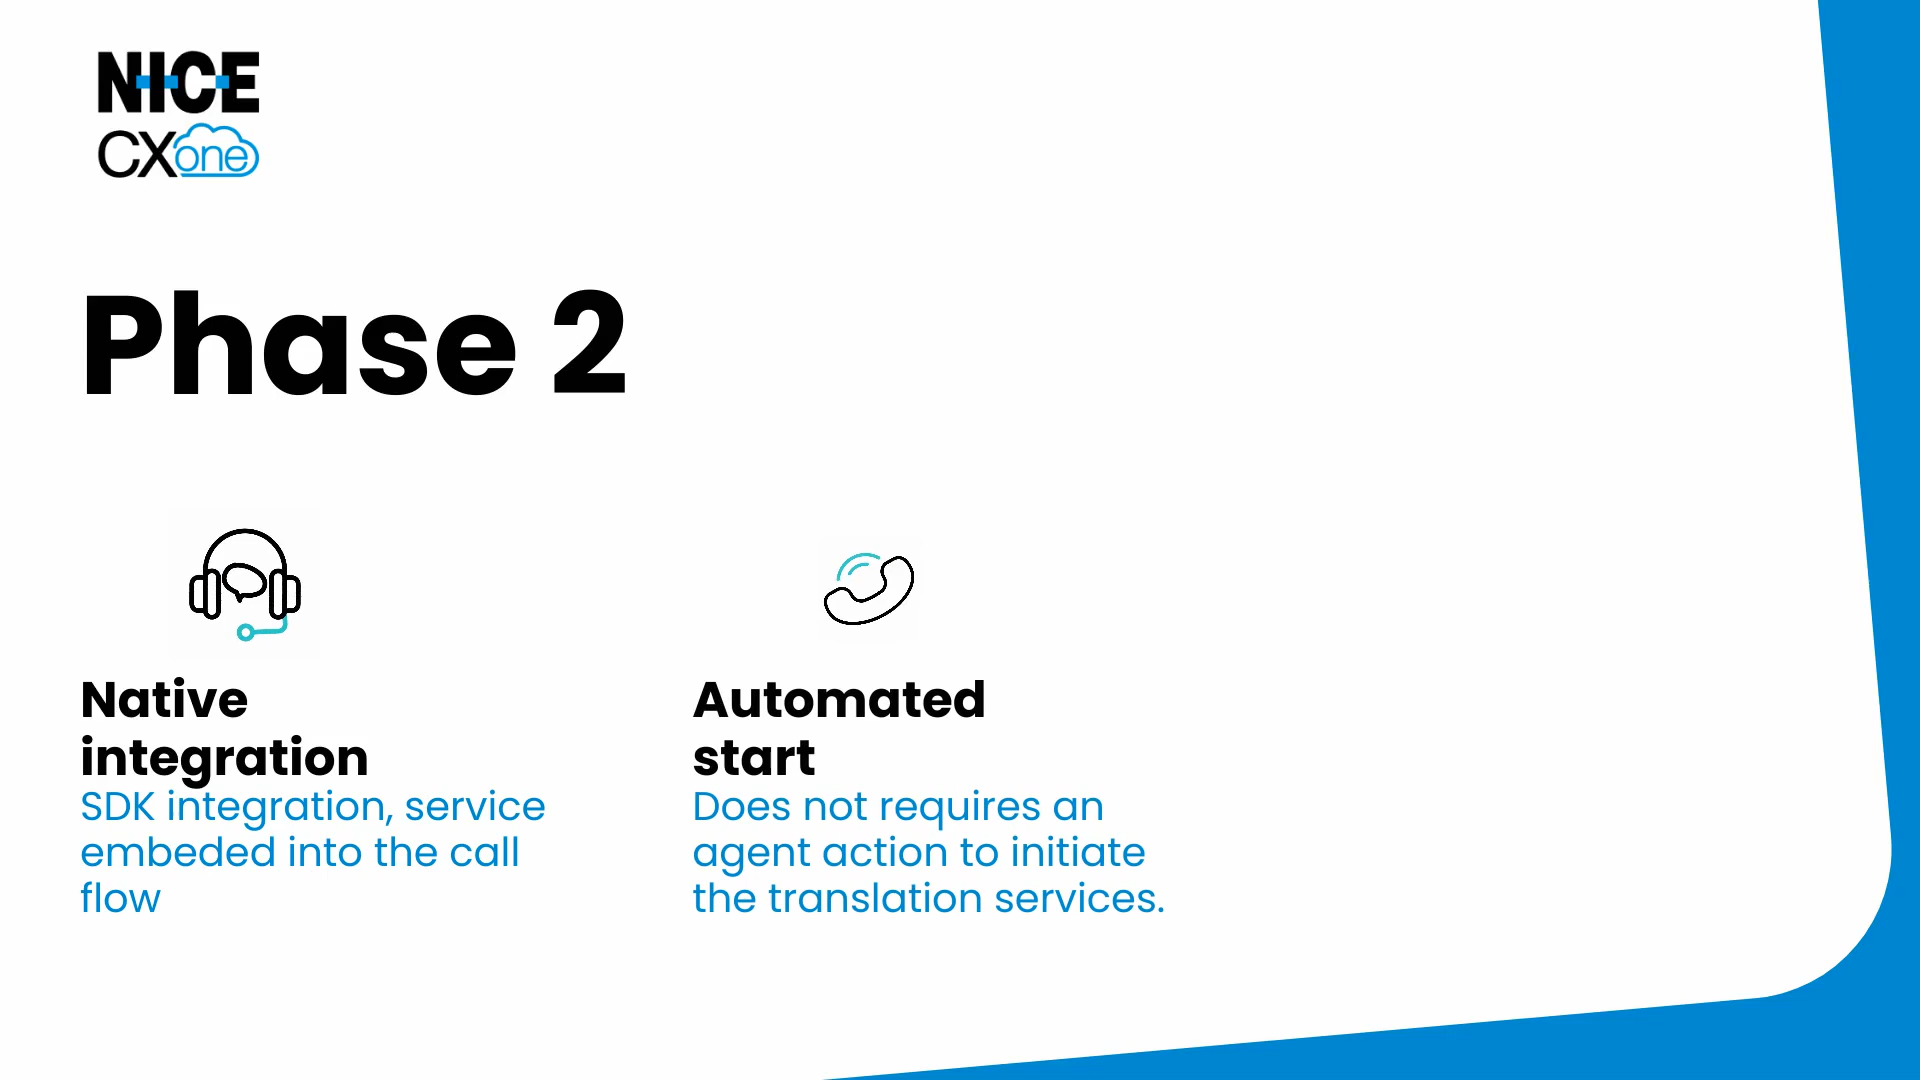 NICE
CXone
Phase 2
Native
integration
SDK integration, service
embeded into the call
flow
Automated
start
Does not requires an
agent action to initiate
the translation services.